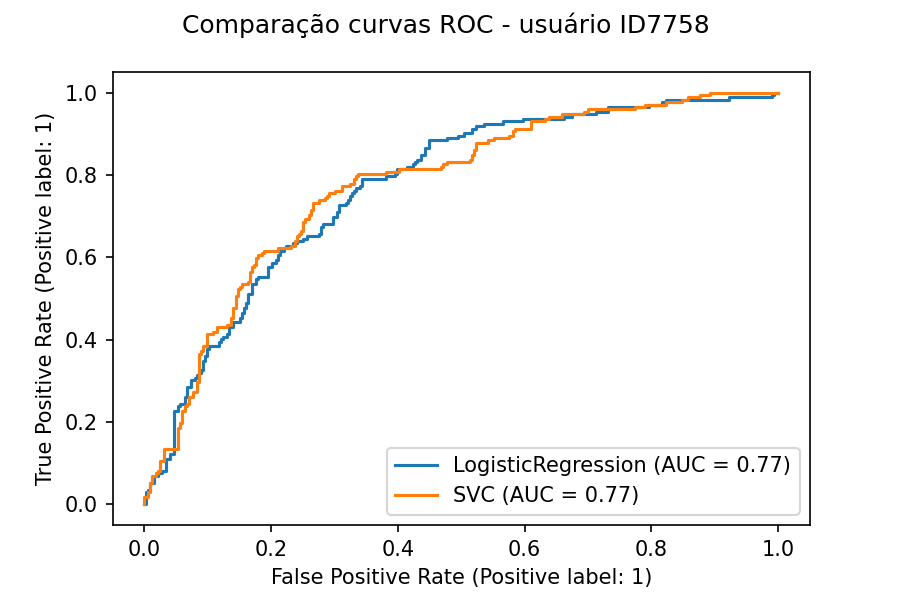 Comparação curvas ROC - usuário ID7758
True Positive Rate (Positive label: 1)
1.0
0.8
0.6
0.4
0.2
0.0
LogisticRegression (AUC = 0.77)
SVC (AUC = 0.77)
0.0 0.2 0.4 0.6 0.8 1.0
False Positive Rate (Positive label: 1)